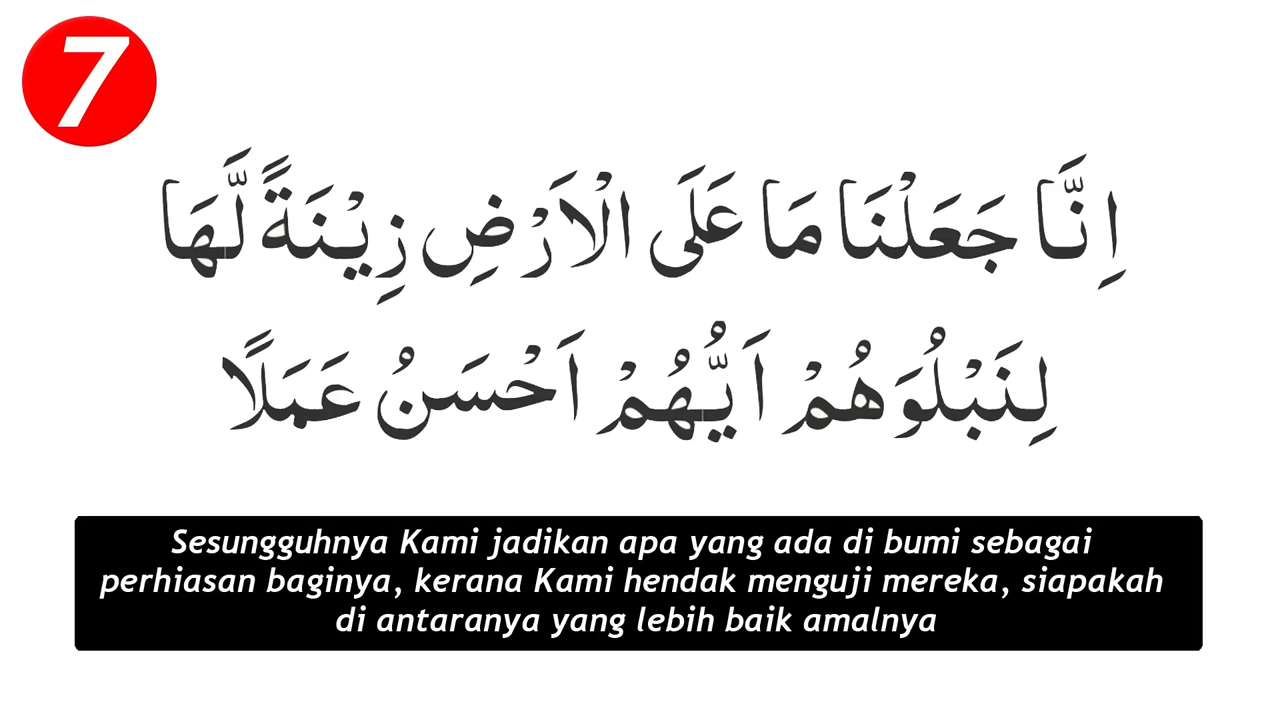 7
اِنَّا جَعَلْنَا مَا عَلَى الْاَرْضِ زِيْنَةً لَّهَا
لِنَبْلُوَهُمْ اَيُّهُمْ اَحْسَنُ عَمَلًا
Sesungguhnya Kami jadikan apa yang ada di bumi sebagai
perhiasan baginya, kerana Kami hendak menguji mereka, siapakah
di antaranya yang lebih baik amalnya